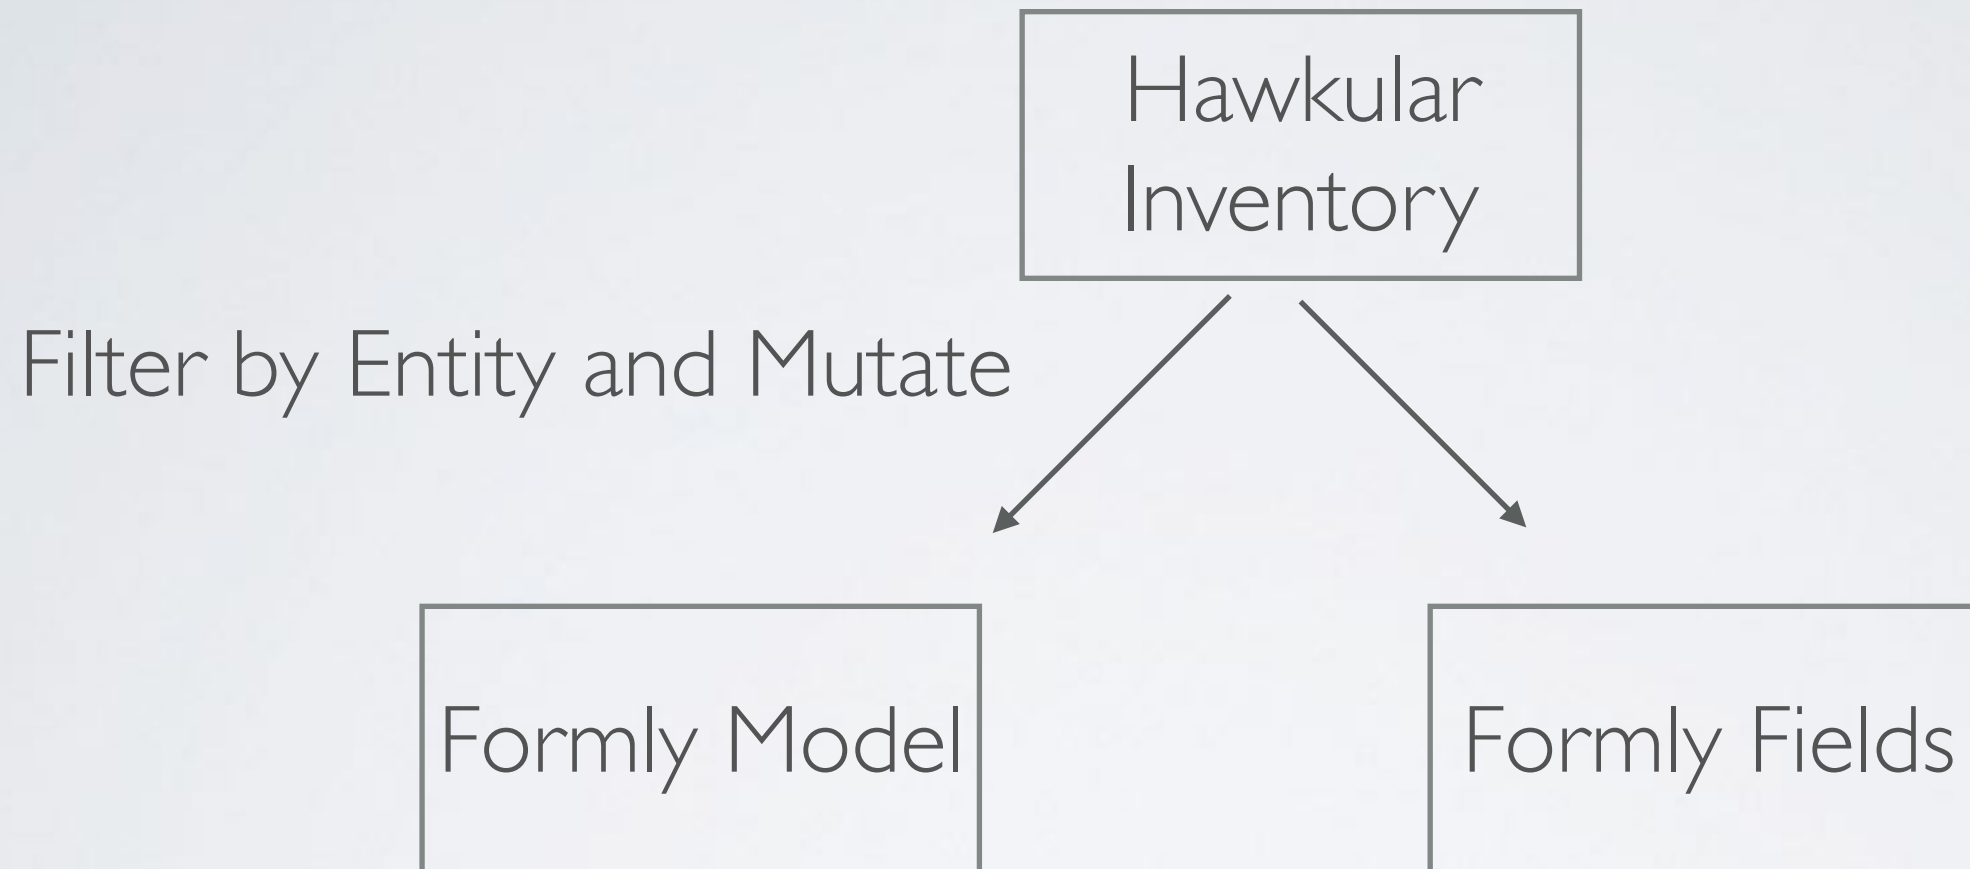 Hawkular
Inventory
Filter by Entity and Mutate
Formly Model
Formly Fields